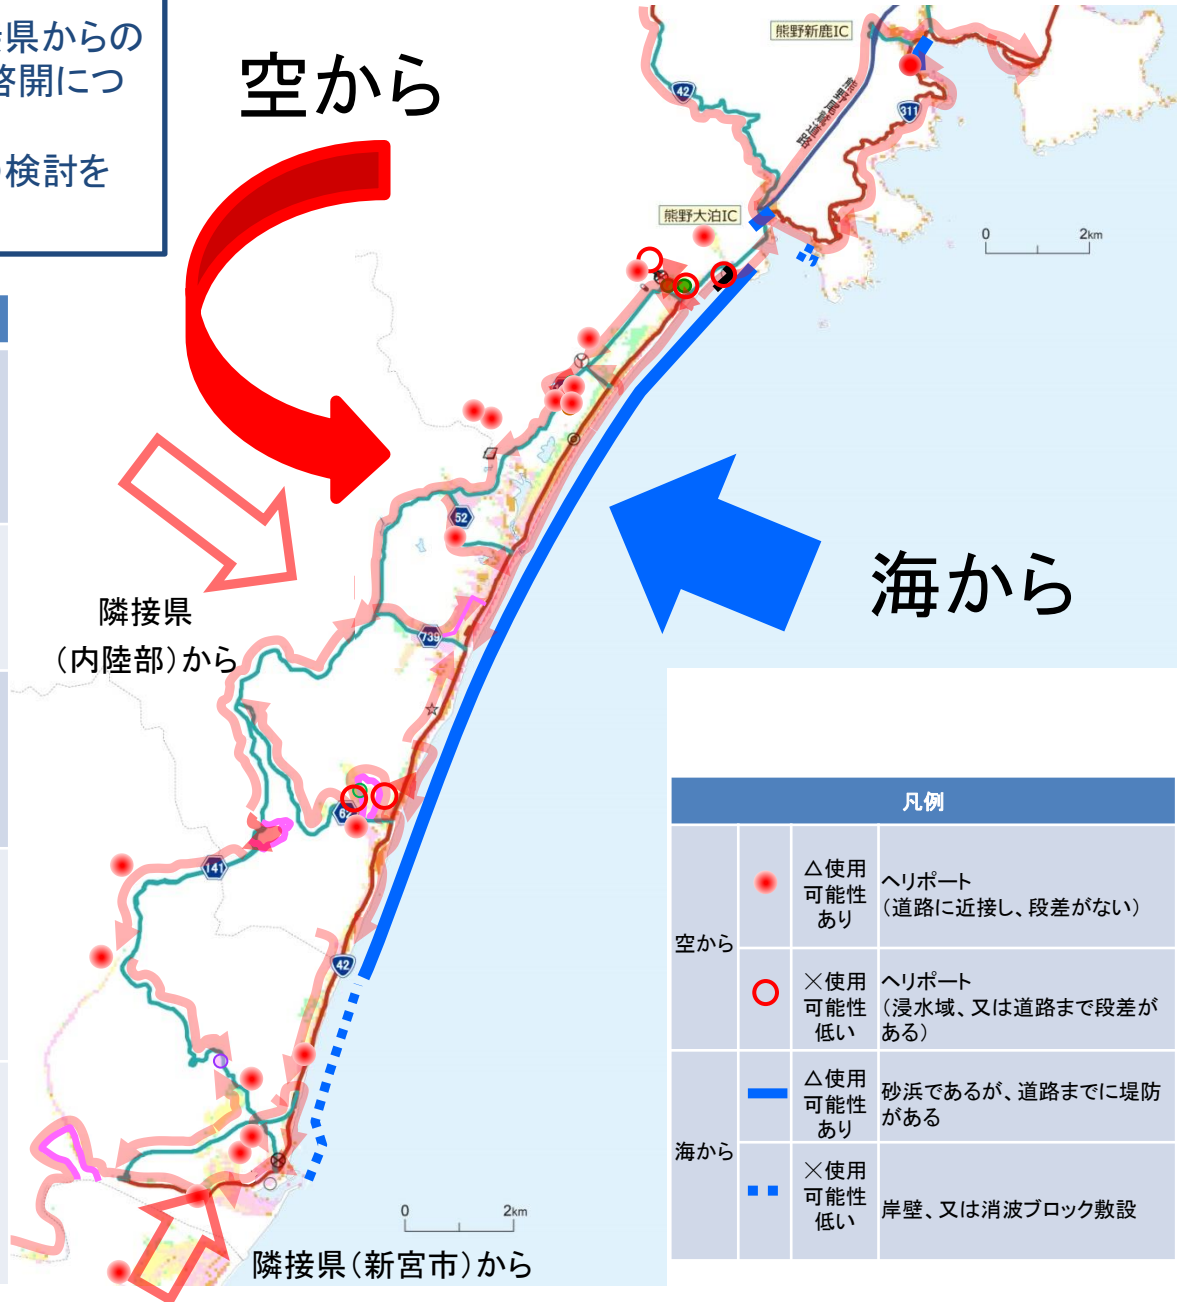 県からの
啓開につ
検討を
空から
熊野新鹿IC
42
熊野尾鷲道路
311
熊野大泊IC
0 2km
52
海から
隣接県
（内陸部）から
739
62
141
42
0 2km
隣接県（新宮市）から
凡例
空から
△使用
可能性
あり
ヘリポート
（道路に近接し、段差がない）
×使用
可能性
低い
ヘリポート
（浸水域、又は道路まで段差が
ある）
海から
△使用
可能性
あり
砂浜であるが、道路までに堤防
がある
×使用
可能性
低い
岸壁、又は消波ブロック敷設